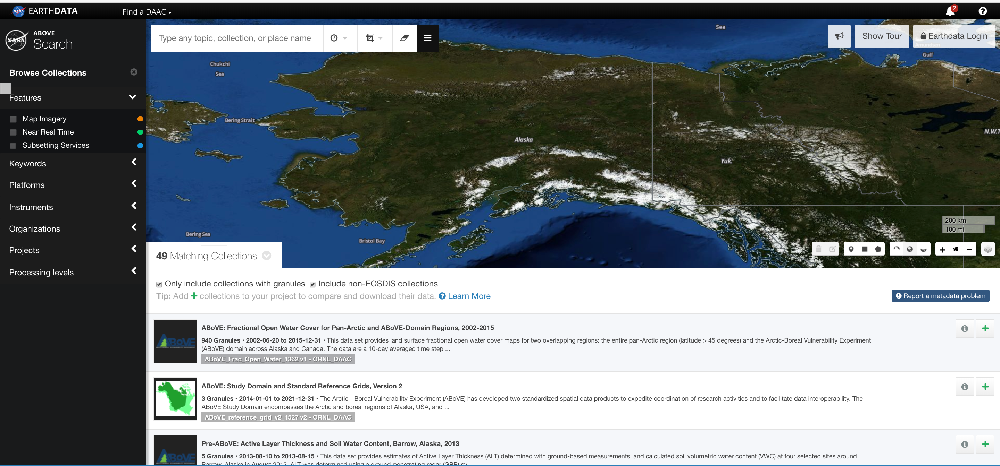 NASA EARTHDATA
Find a DAAC
2
NASA
ABOVE
Search
Browse Collections
Features
Map Imagery
Near Real Time
Subsetting Services
Keywords
Platforms
Instruments
Organizations
Projects
Processing levels
Type any topic, collection, or place name
Show Tour
Earthdata Login
Sea
Amundsen
Gulf
Chukchi
Sea
Bering Strait
Alaska
N.W.T
Yuk.
Bering Sea
Bristol Bay
200 km
100 mi
49 Matching Collections
Only include collections with granules
Include non-EOSDIS collections
Tip: Add + collections to your project to compare and download their data. Learn More
Report a metadata problem
ABoVE
ABoVE: Fractional Open Water Cover for Pan-Arctic and ABoVE-Domain Regions, 2002-2015
940 Granules • 2002-06-20 to 2015-12-31 • This data set provides land surface fractional open water cover maps for two overlapping regions: the entire pan-Arctic region (latitude > 45 degrees) and the Arctic-Boreal Vulnerability Experiment
(ABoVE) domain across Alaska and Canada. The data are a 10-day averaged time step ...
ABoVE_Frac_Open_Water_1362 v1 - ORNL_DAAC
ABoVE: Study Domain and Standard Reference Grids, Version 2
3 Granules • 2014-01-01 to 2021-12-31 • The Arctic - Boreal Vulnerability Experiment (ABoVE) has developed two standardized spatial data products to expedite coordination of research activities and to facilitate data interoperability. The
ABoVE Study Domain encompasses the Arctic and boreal regions of Alaska, USA, and ...
ABoVE_reference_grid_v2_1527 v2 - ORNL_DAAC
ABoVE
Pre-ABoVE: Active Layer Thickness and Soil Water Content, Barrow, Alaska, 2013
5 Granules • 2013-08-10 to 2013-08-15 • This data set provides estimates of Active Layer Thickness (ALT) determined with ground-based measurements, and calculated soil volumetric water content (VWC) at four selected sites around
Barrow, Alaska in August 2013. ALT was determined using a ground-penetrating radar (GPR) sy